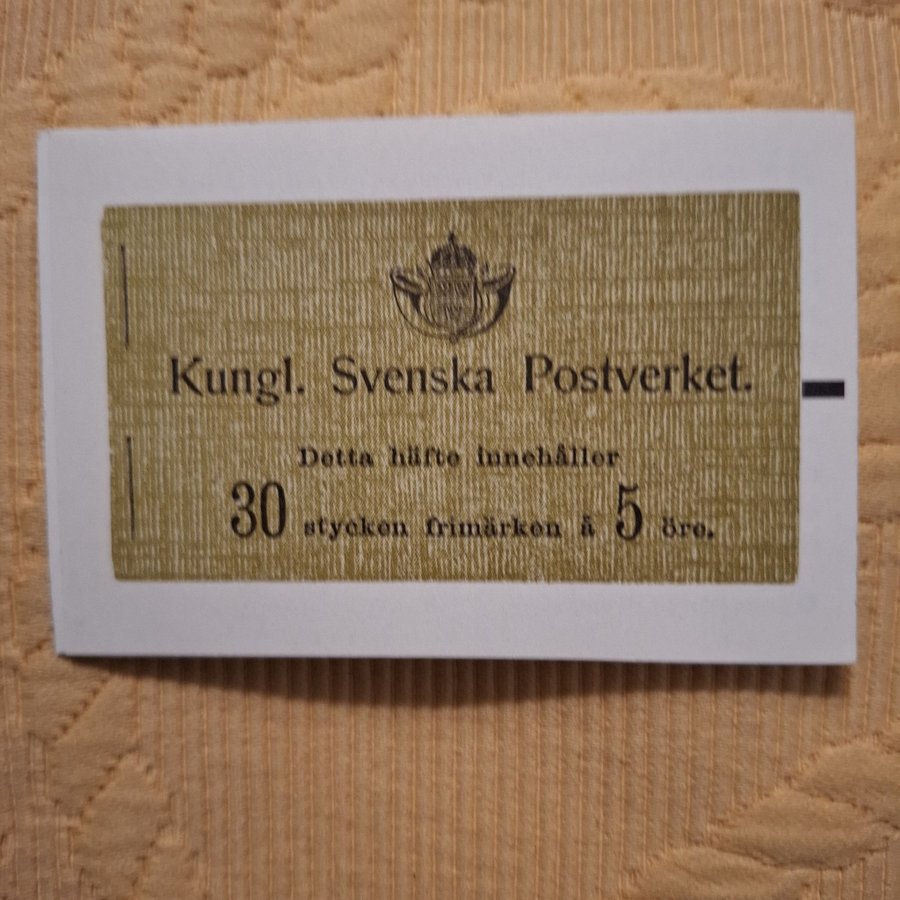 Kungl. Svenska Postverket.
Detta häfte innehåller
30 stycken frimärken å 5 öre.